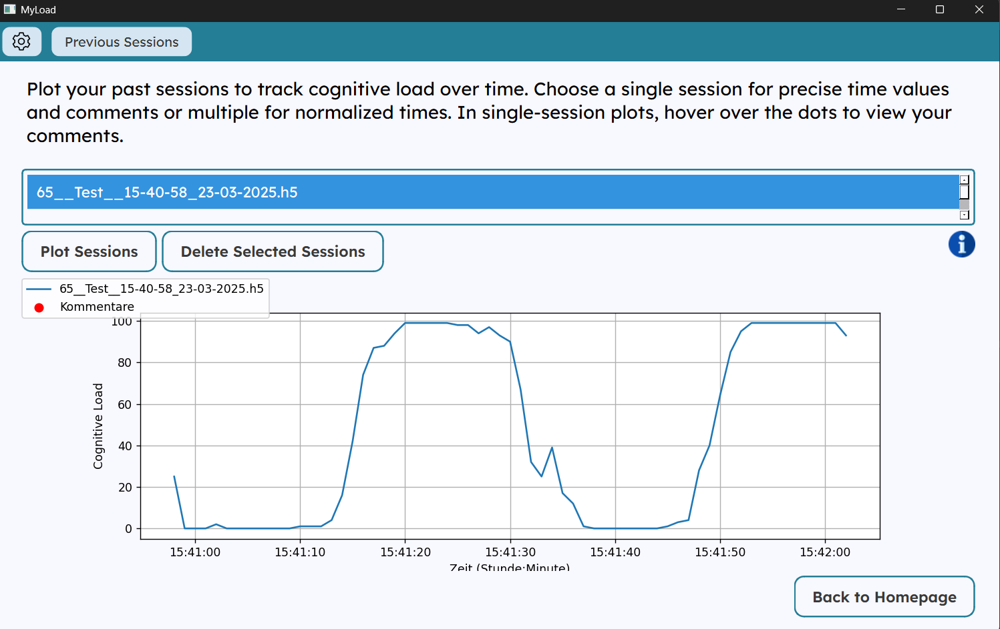 MyLoad
Previous Sessions
Plot your past sessions to track cognitive load over time. Choose a single session for precise time values
and comments or multiple for normalized times. In single-session plots, hover over the dots to view your
comments.
65__Test__15-40-58_23-03-2025.h5
Plot Sessions
Delete Selected Sessions
i
65__Test__15-40-58_23-03-2025.h5
Kommentare
100
80
60
40
20
0
Cognitive Load
15:41:00 15:41:10 15:41:20 15:41:30 15:41:40 15:41:50 15:42:00
Zeit (Stunde:Minute)
Back to Homepage